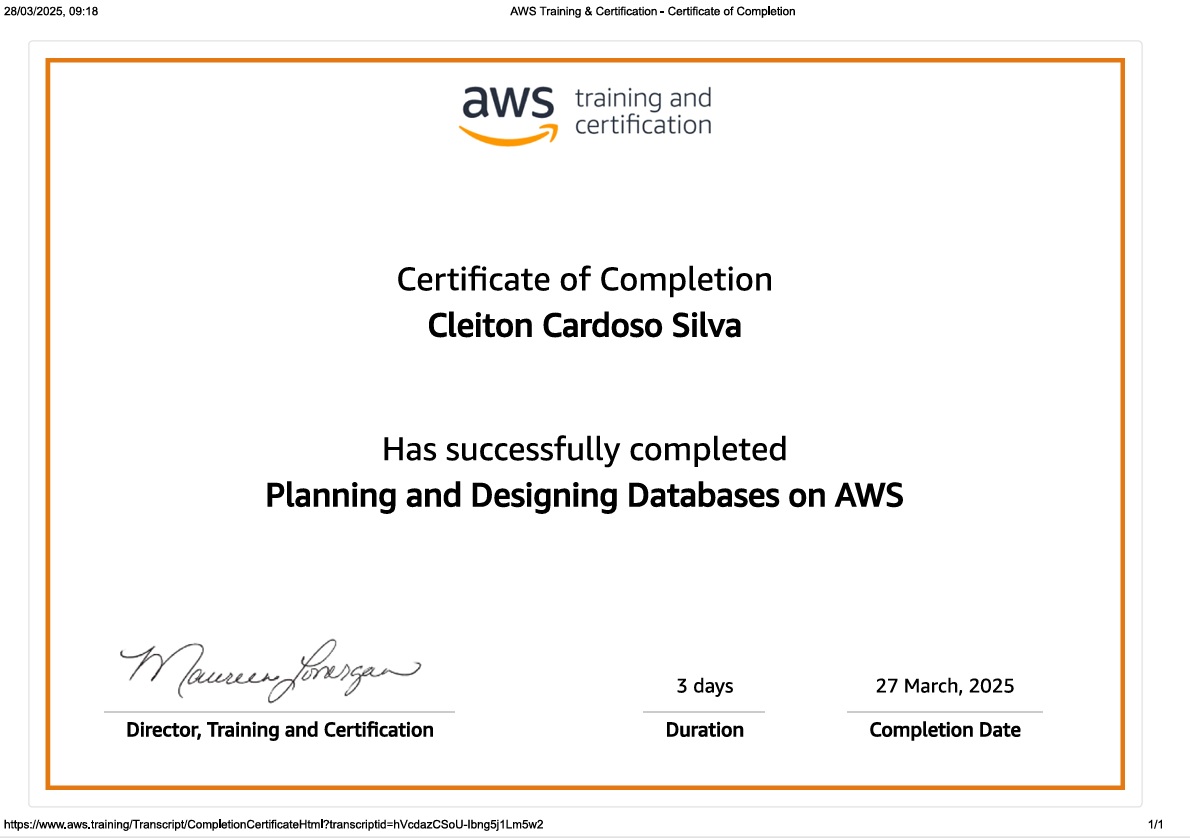 28/03/2025, 09:18
AWS Training & Certification - Certificate of Completion
aws training and
certification
Certificate of Completion
Cleiton Cardoso Silva
Has successfully completed
Planning and Designing Databases on AWS
Maureen Lonergan
3 days
27 March, 2025
Director, Training and Certification
Duration
Completion Date
https://www.aws.training/Transcript/CompletionCertificateHtml?transcriptid=hVcdazCSoU-Ibng5j1Lm5w2
1/1